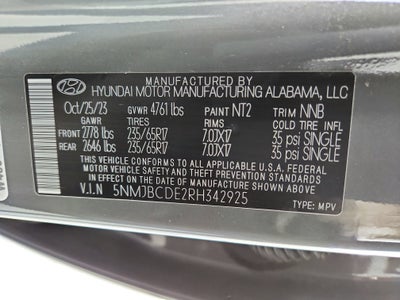 MANUFACTURED BY
HYUNDAI MOTOR MANUFACTURING ALABAMA, LLC
Oct/25/23 GVWR 4761 lbs PAINT NT2 TRIM NNB
GAWR TIRES RIMS COLD TIRE INF.
FRONT 2778 lbs 235/65R17 7.0JX17 35 psi SINGLE
REAR 2646 lbs 235/65R17 7.0JX17 35 psi SINGLE
THIS VEHICLE CONFORMS TO ALL APPLICABLE U.S.A. FEDERAL
MOTOR VEHICLE SAFETY, BUMPER, AND THEFT PREVENTION
STANDARDS IN EFFECT ON THE DATE OF MANUFACTURE SHOWN ABOVE.
V.I.N 5NMJBCDE2RH342925
TYPE: MPV